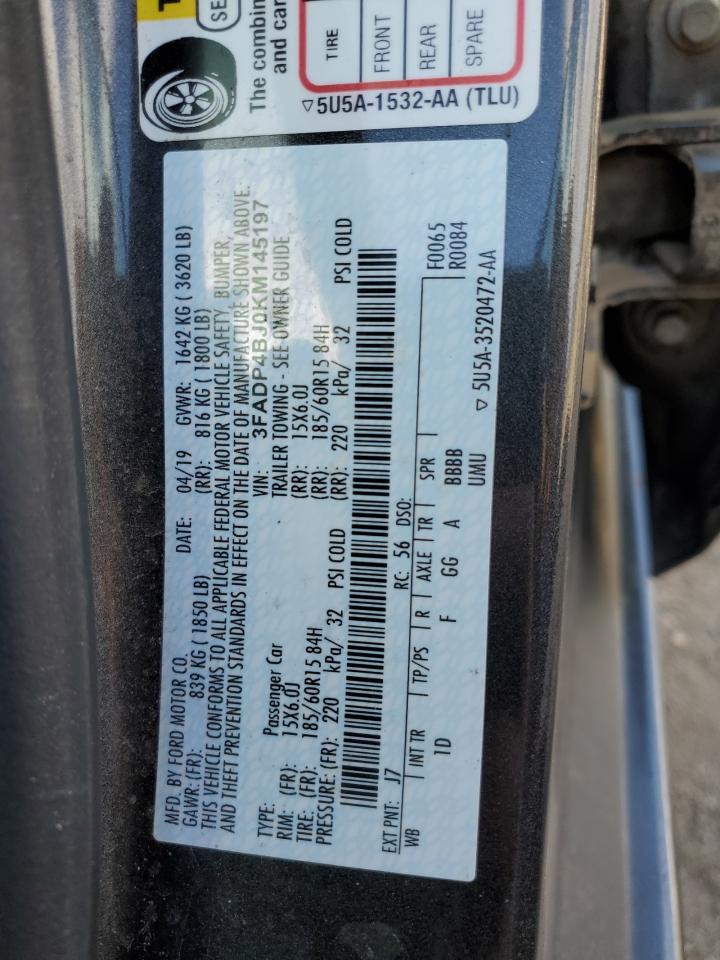 SE
The combin
and car
TIRE
FRONT
REAR
SPARE
▽5U5A-1532-AA (TLU)
MFD. BY FORD MOTOR CO.
DATE: 04/19 GVWR: 1642 KG ( 3620 LB)
GAWR: (FR): 839 KG ( 1850 LB) (RR): 816 KG ( 1800 LB)
THIS VEHICLE CONFORMS TO ALL APPLICABLE FEDERAL MOTOR VEHICLE SAFETY, BUMPER,
AND THEFT PREVENTION STANDARDS IN EFFECT ON THE DATE OF MANUFACTURE SHOWN ABOVE.
VIN: 3FADP4BJ0KM145197
TYPE: Passenger Car TRAILER TOWING - SEE OWNER GUIDE
RIM: (FR): 15X6.0J (RR): 15X6.0J
TIRE: (FR): 185/60R15 84H (RR): 185/60R15 84H
PRESSURE: (FR): 220 kPa/ 32 PSI COLD (RR): 220 kPa/ 32 PSI COLD
EXT PNT: J7 RC: 56 DSO: F0065
WB INT TR TP/PS R AXLE TR SPR R0084
1D F GG A BBBB
UMU ▽ 5U5A-3520472-AA